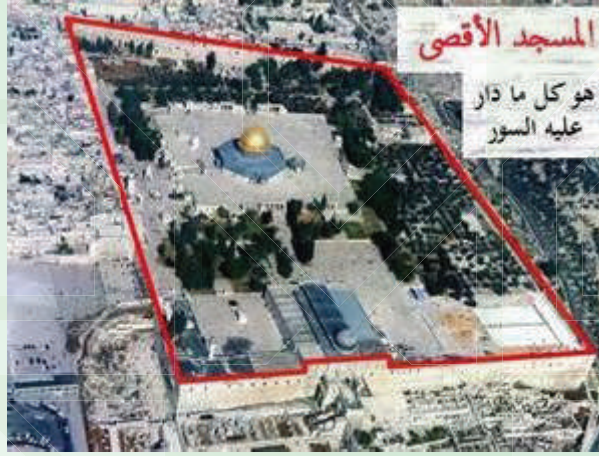 المسجد الأقصى
هو كل ما دار
عليه السور